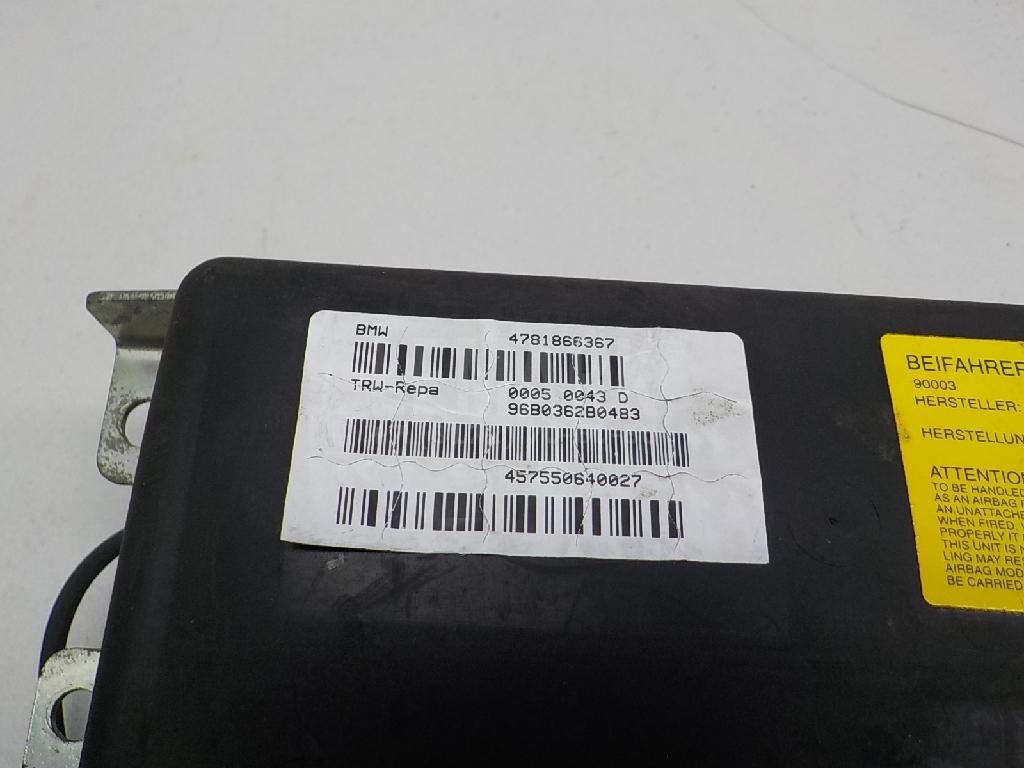 BMW 4781866367
TRW-Repa 0005 0043 D
96B0362B0483
457550640027
BEIFAHRER
90003
HERSTELLER:
HERSTELLUN
ATTENTION
TO BE HANDLED
AS AN AIRBAG
AN UNATTACHE
WHEN FIRED,
PROPERLY IT
THIS UNIT IS
LING MAY RES
AIRBAG MOD
BE CARRIED